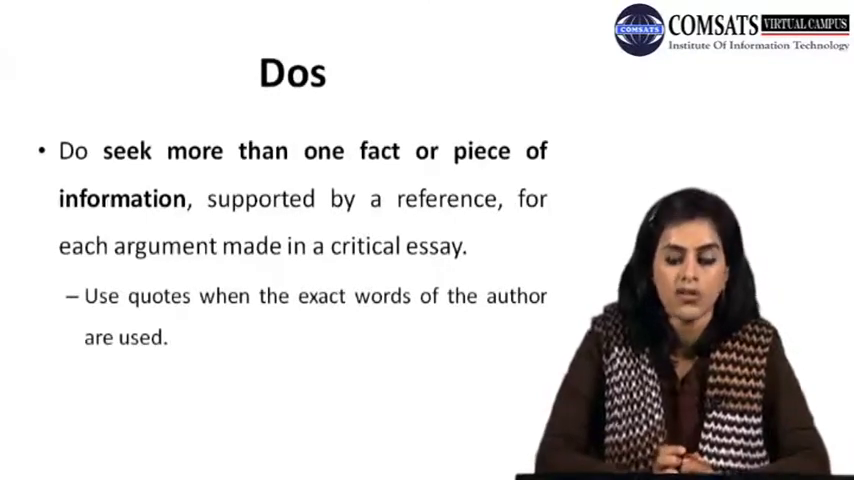 COMSATS VIRTUAL CAMPUS
COMSATS
Institute Of Information Technology
Dos
• Do seek more than one fact or piece of
information, supported by a reference, for
each argument made in a critical essay.
– Use quotes when the exact words of the author
are used.